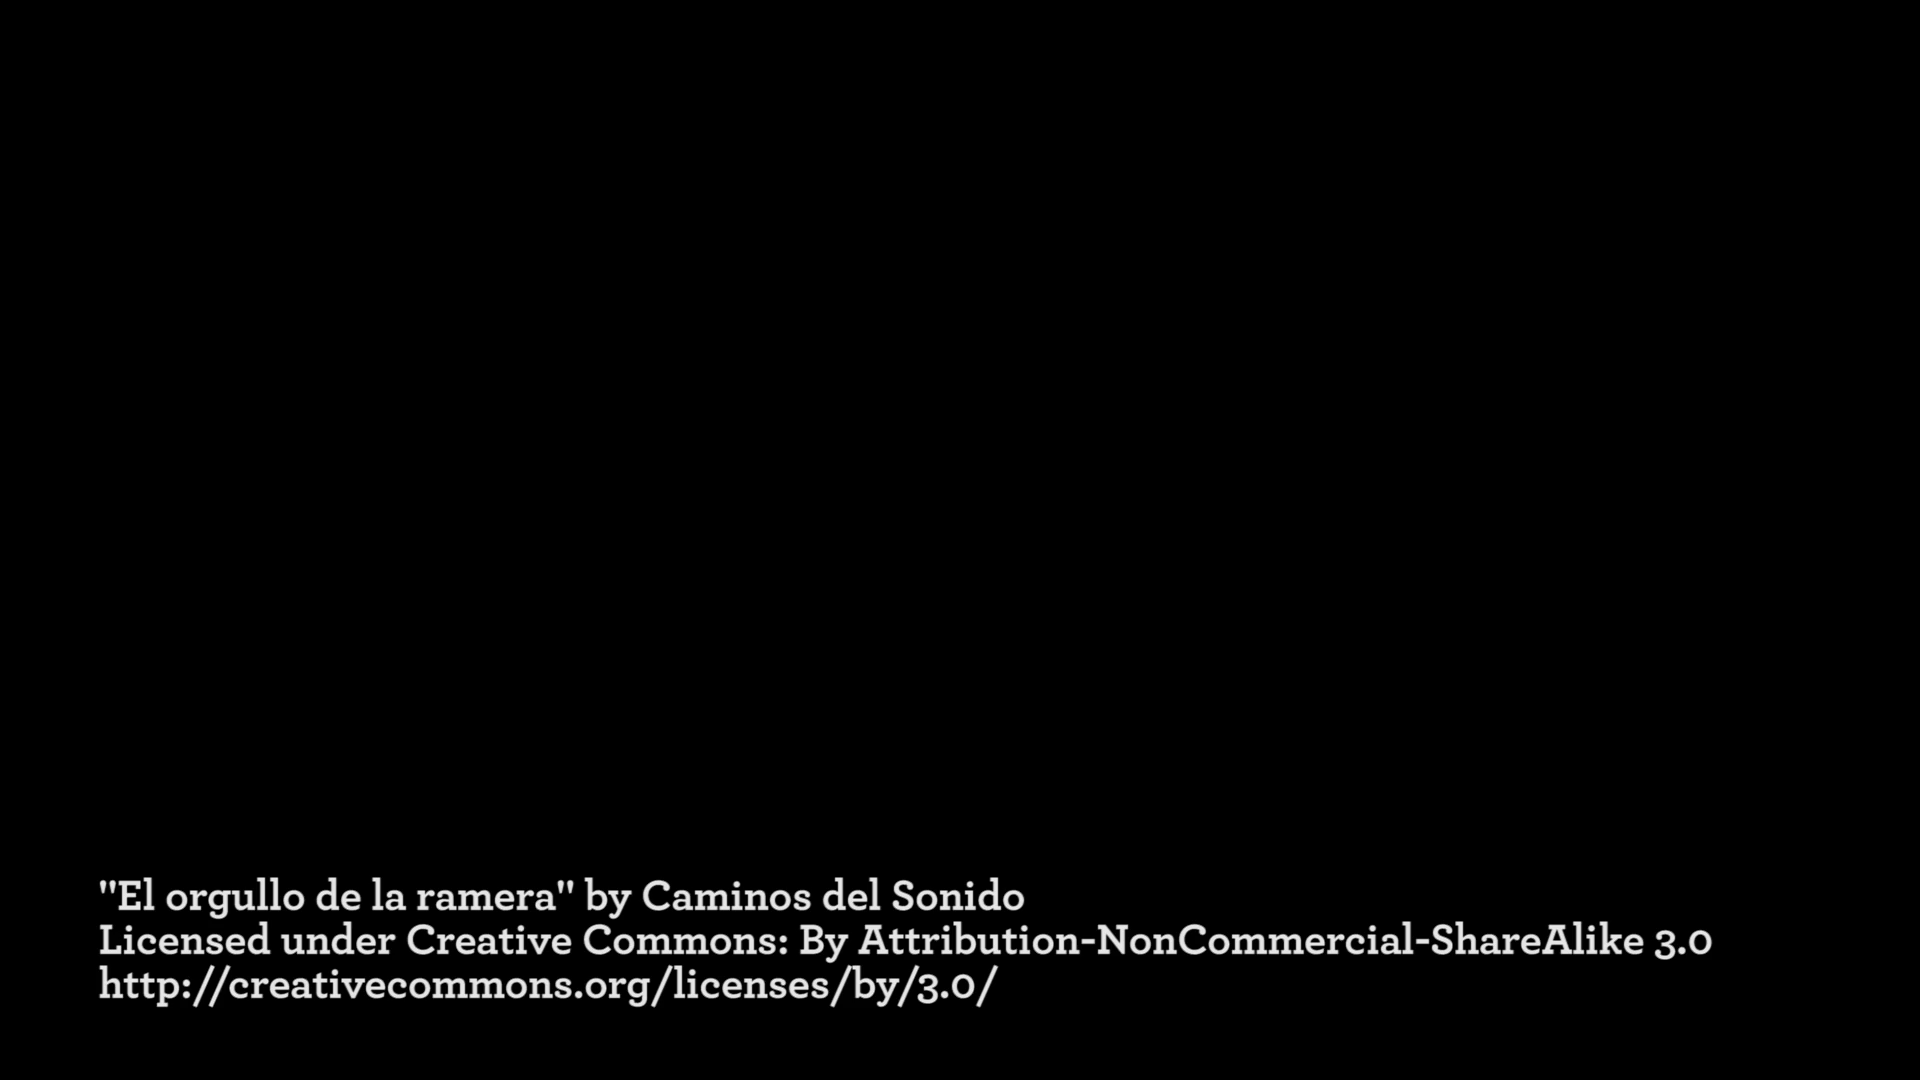 "El orgullo de la ramera" by Caminos del Sonido
Licensed under Creative Commons: By Attribution-NonCommercial-ShareAlike 3.0
http://creativecommons.org/licenses/by/3.0/